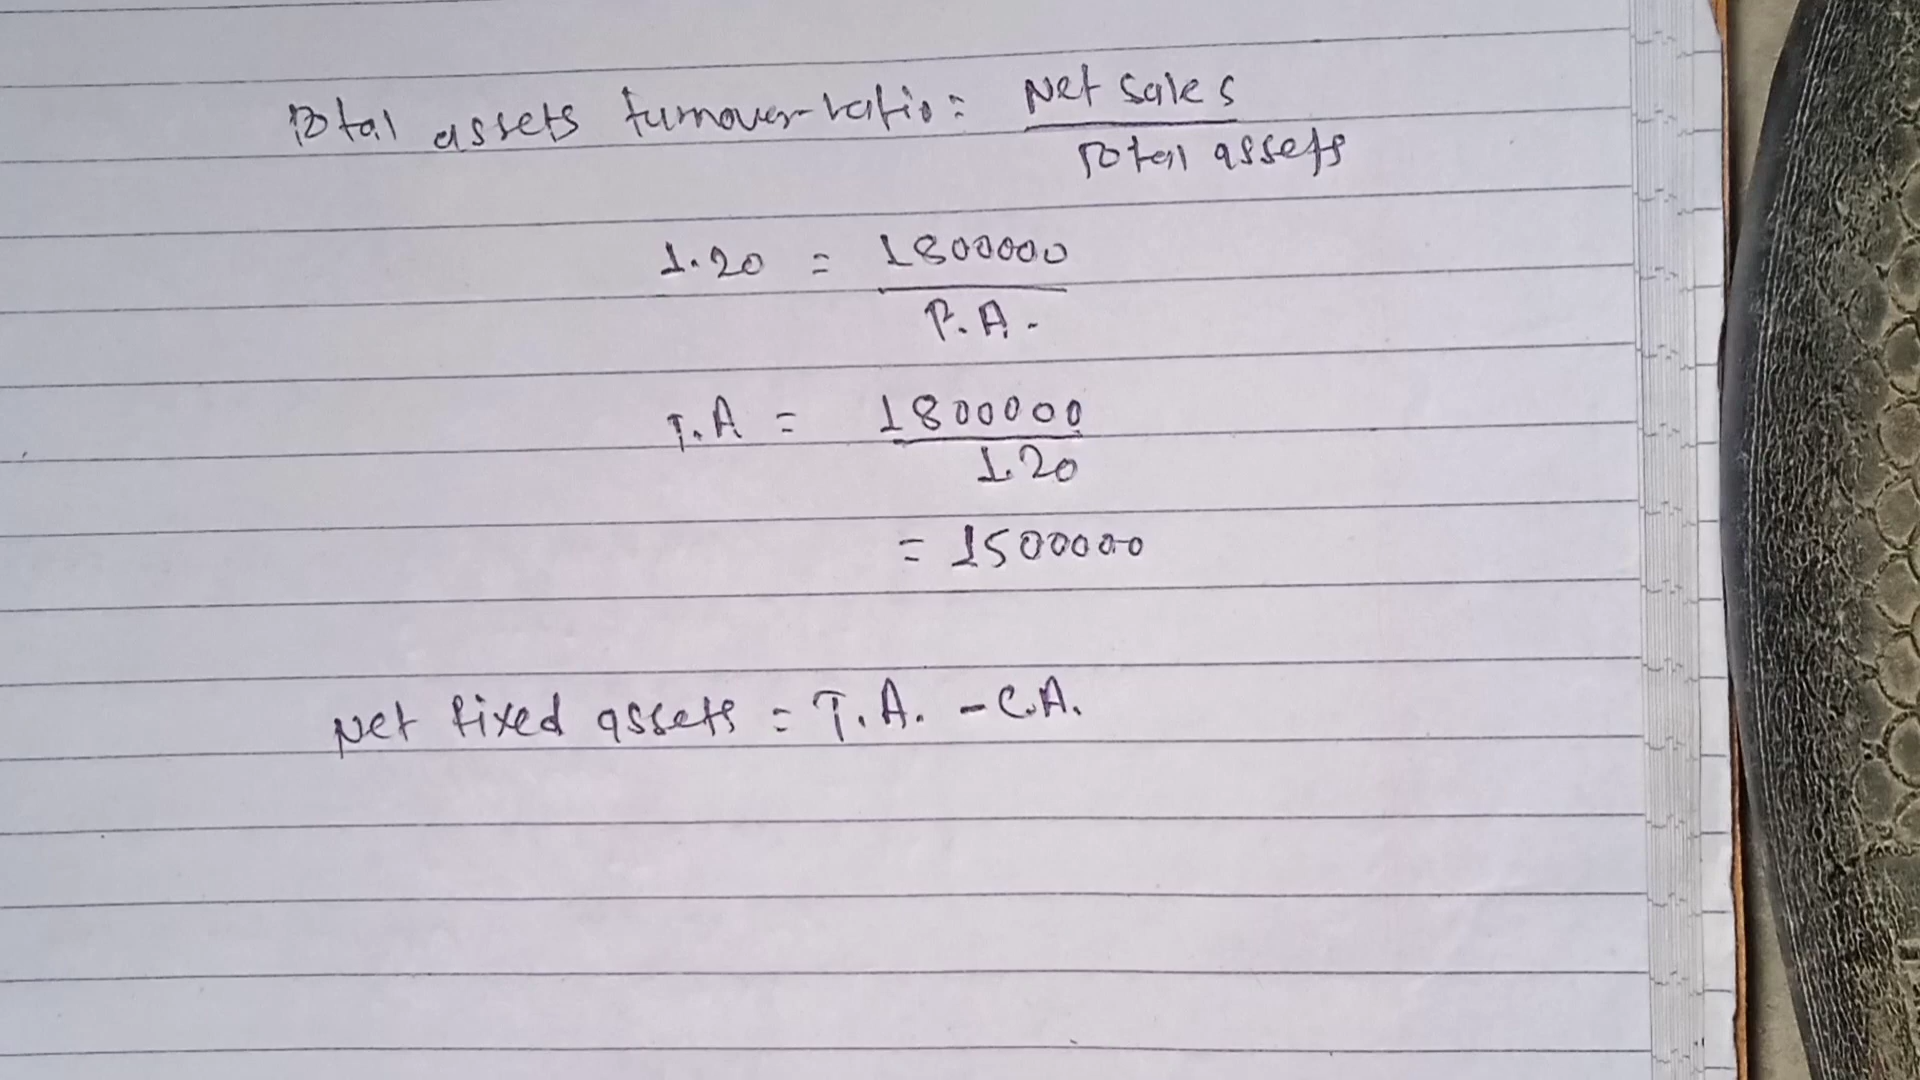 Total assets turnover ratio = Net sales
Total assets
1.20 = 1800000
T.A.
T.A = 1800000
1.20
= 1500000
Net fixed assets = T.A. - C.A.